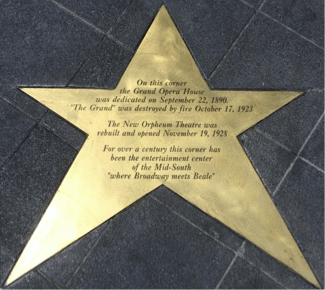 On this corner
the Grand Opera House
was dedicated on September 22, 1890.
"The Grand" was destroyed by fire October 17, 1923
The New Orpheum Theatre was
rebuilt and opened November 19, 1928
For over a century this corner has
been the entertainment center
of the Mid-South
"where Broadway meets Beale"